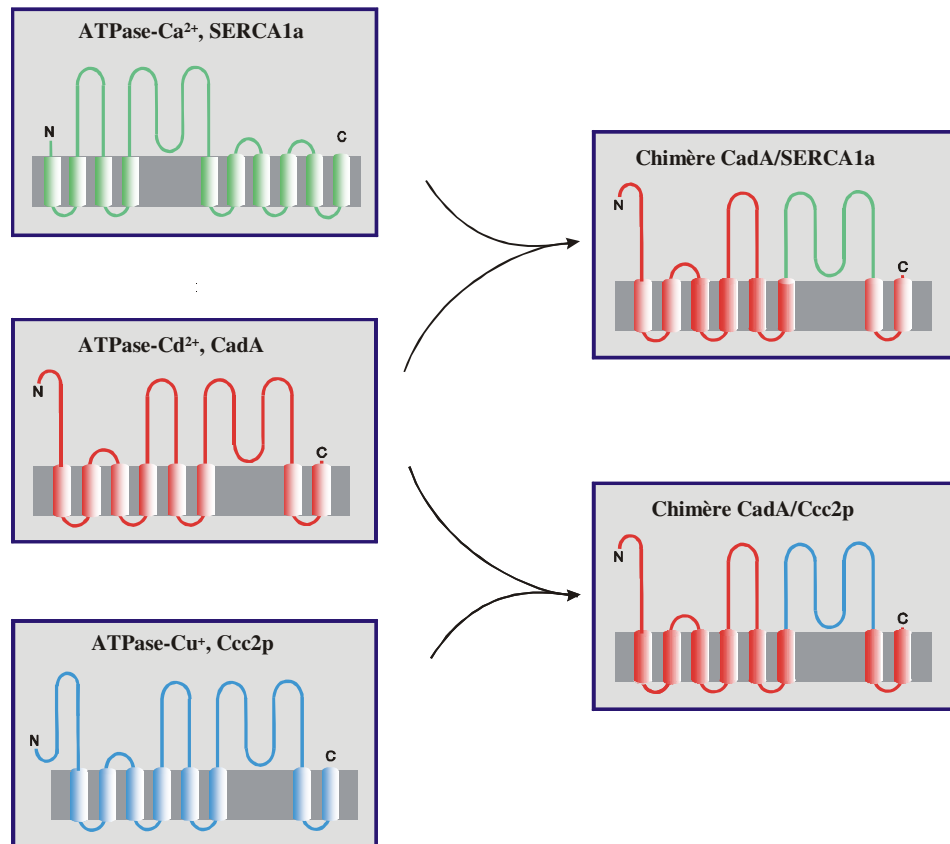 ATPase-Ca²⁺, SERCA1a
N
C
Chimère CadA/SERCA1a
N
C
ATPase-Cd²⁺, CadA
N
C
Chimère CadA/Ccc2p
N
C
ATPase-Cu⁺, Ccc2p
N
C